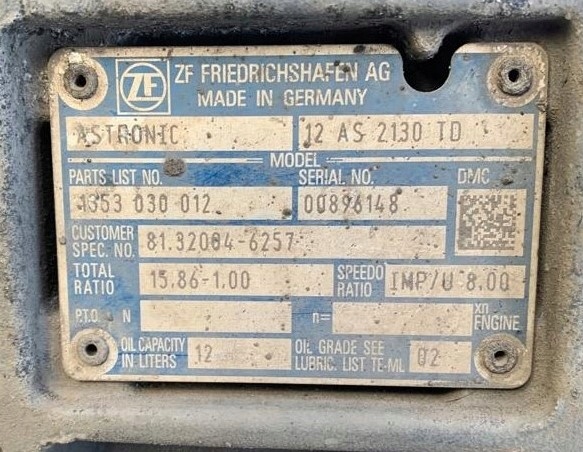 ZF ZF FRIEDRICHSHAFEN AG
MADE IN GERMANY
ASTRONIC 12 AS 2130 TD
MODEL
PARTS LIST NO. SERIAL NO. DMC
1353 030 012 00896148
CUSTOMER SPEC. NO. 81.32004-6257
TOTAL RATIO 15.86-1.00 SPEEDO RATIO IMP/U 8.00
P.T.O. N n= xn ENGINE
OIL CAPACITY IN LITERS 12 OIL GRADE SEE LUBRIC. LIST TE-ML 02